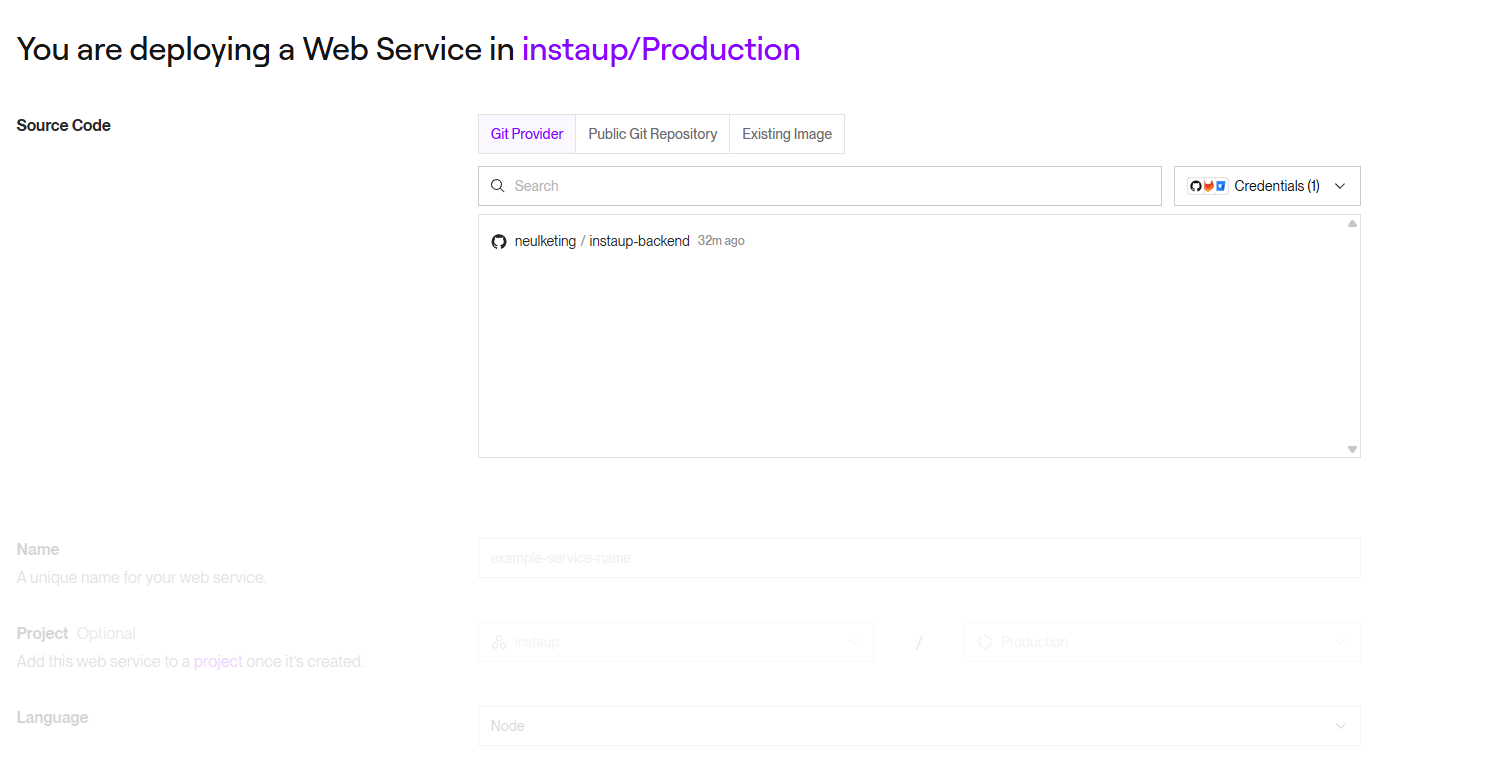 You are deploying a Web Service in instaup/Production
Source Code
Git Provider Public Git Repository Existing Image
Search Credentials (1)
neulketing / instaup-backend 32m ago
Name
example-service-name
A unique name for your web service.
Project Optional
instaup / Production
Add this web service to a project once it's created.
Language
Node